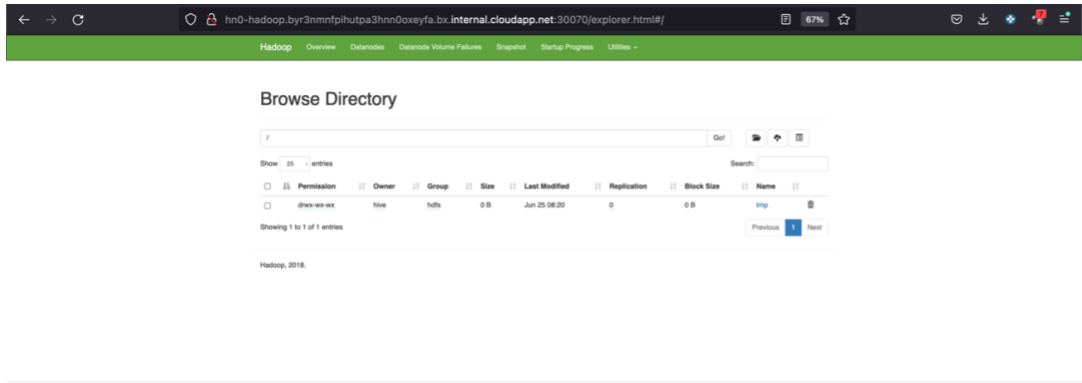 hn0-hadoop.byr3nmnfpihutpa3hnn0oxeyfa.bx.internal.cloudapp.net:30070/explorer.html#/ 67% 7
Hadoop Overview Datanodes Datanode Volume Failures Snapshot Startup Progress Utilities
Browse Directory
/ Go!
Show 25 entries Search:
Permission Owner Group Size Last Modified Replication Block Size Name
drwx-wx-wx hive hdfs 0 B Jun 25 08:20 0 0 B tmp
Showing 1 to 1 of 1 entries Previous 1 Next
Hadoop, 2018.